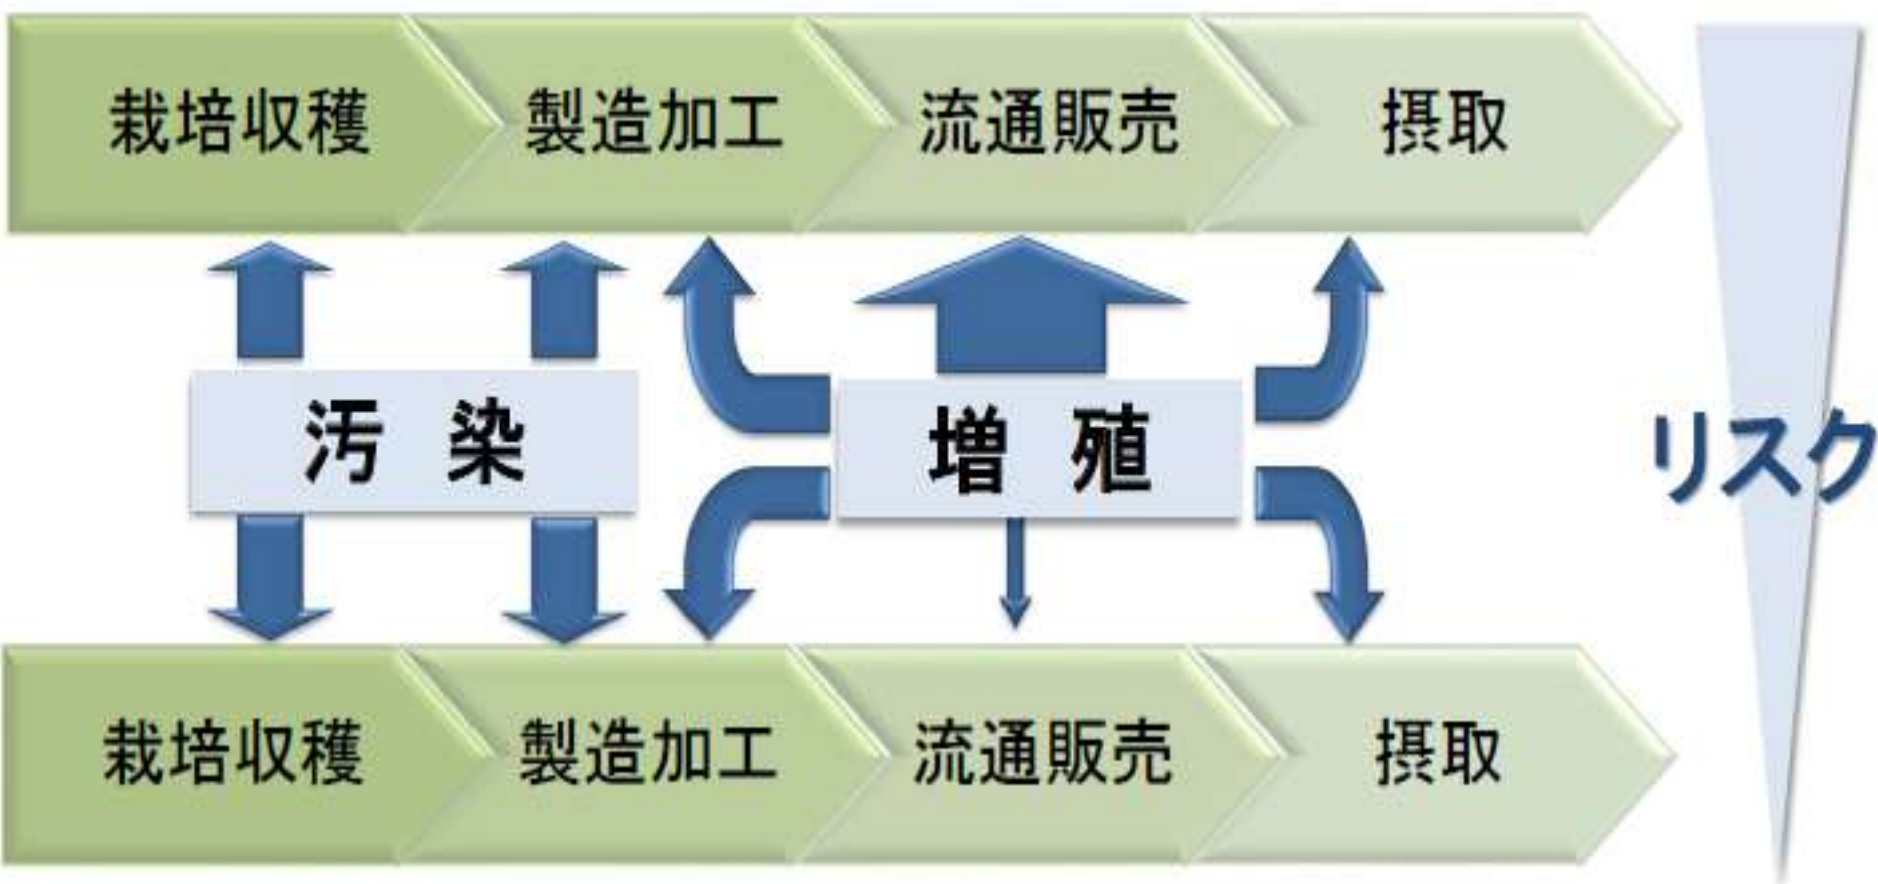 栽培収穫
製造加工
流通販売
摂取
汚染
増殖
リスク
栽培収穫
製造加工
流通販売
摂取